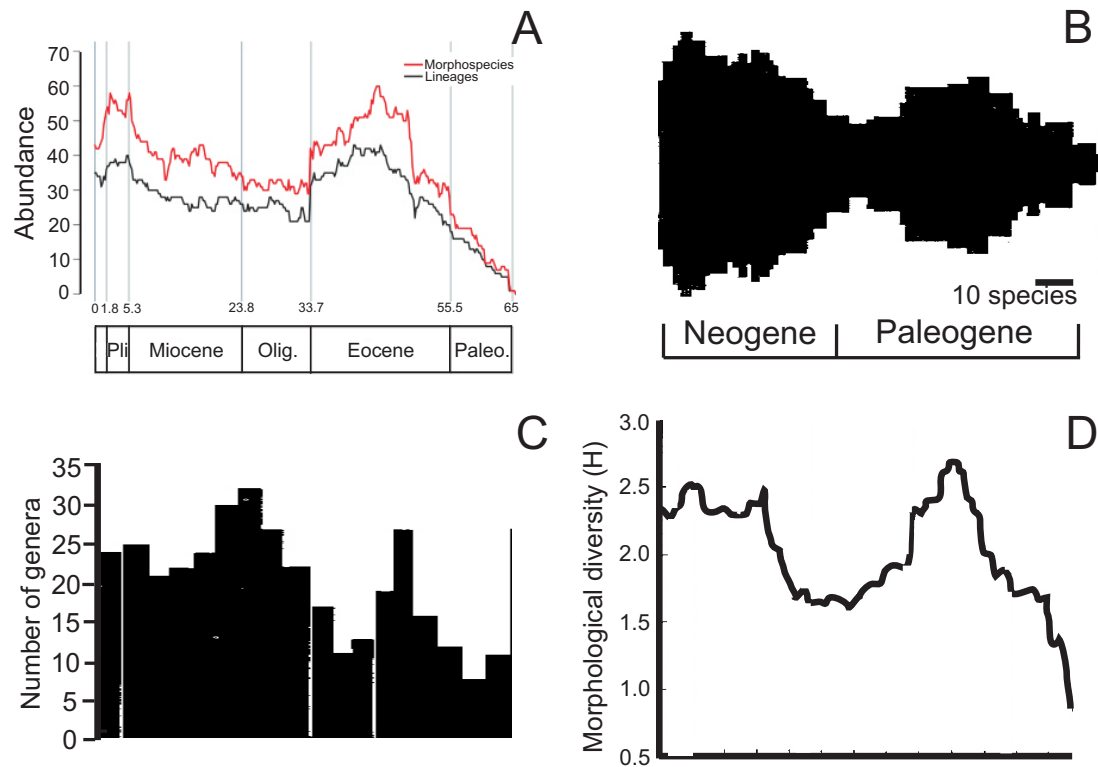 A
Abundance
70
60
50
40
30
20
10
0
Morphospecies
Lineages
0 1.8 5.3 23.8 33.7 55.5 65
Pli Miocene Olig. Eocene Paleo.
B
10 species
Neogene Paleogene
C
Number of genera
35
30
25
20
15
10
5
0
D
Morphological diversity (H)
3.0
2.5
2.0
1.5
1.0
0.5